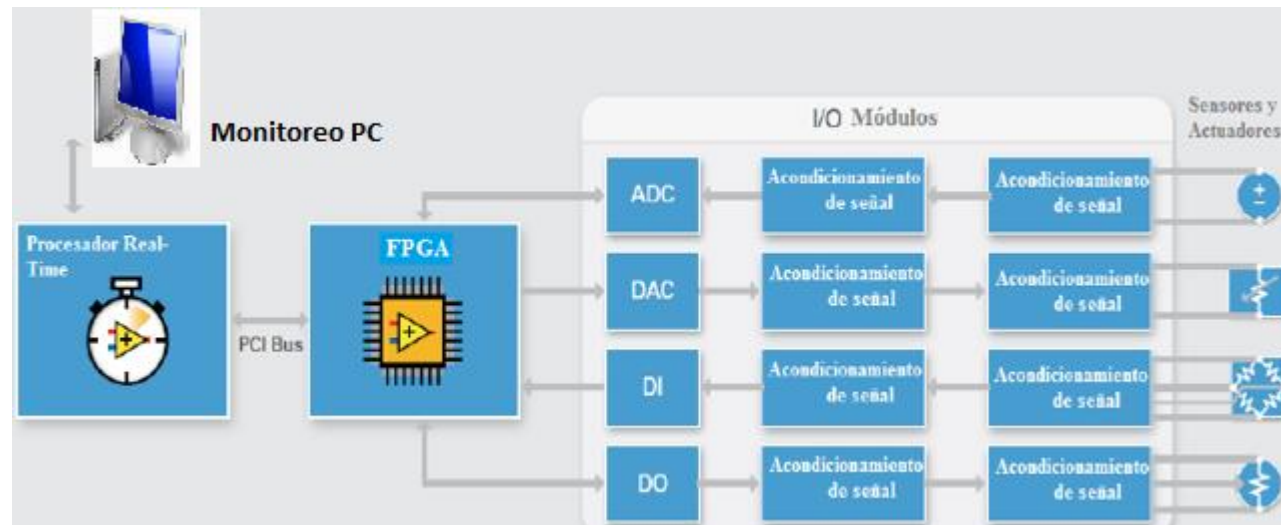 Monitoreo PC
I/O Módulos
Sensores y
Actuadores
Procesador Real-
Time
PCI Bus
FPGA
ADC
Acondicionamiento
de señal
Acondicionamiento
de señal
DAC
Acondicionamiento
de señal
Acondicionamiento
de señal
DI
Acondicionamiento
de señal
Acondicionamiento
de señal
DO
Acondicionamiento
de señal
Acondicionamiento
de señal